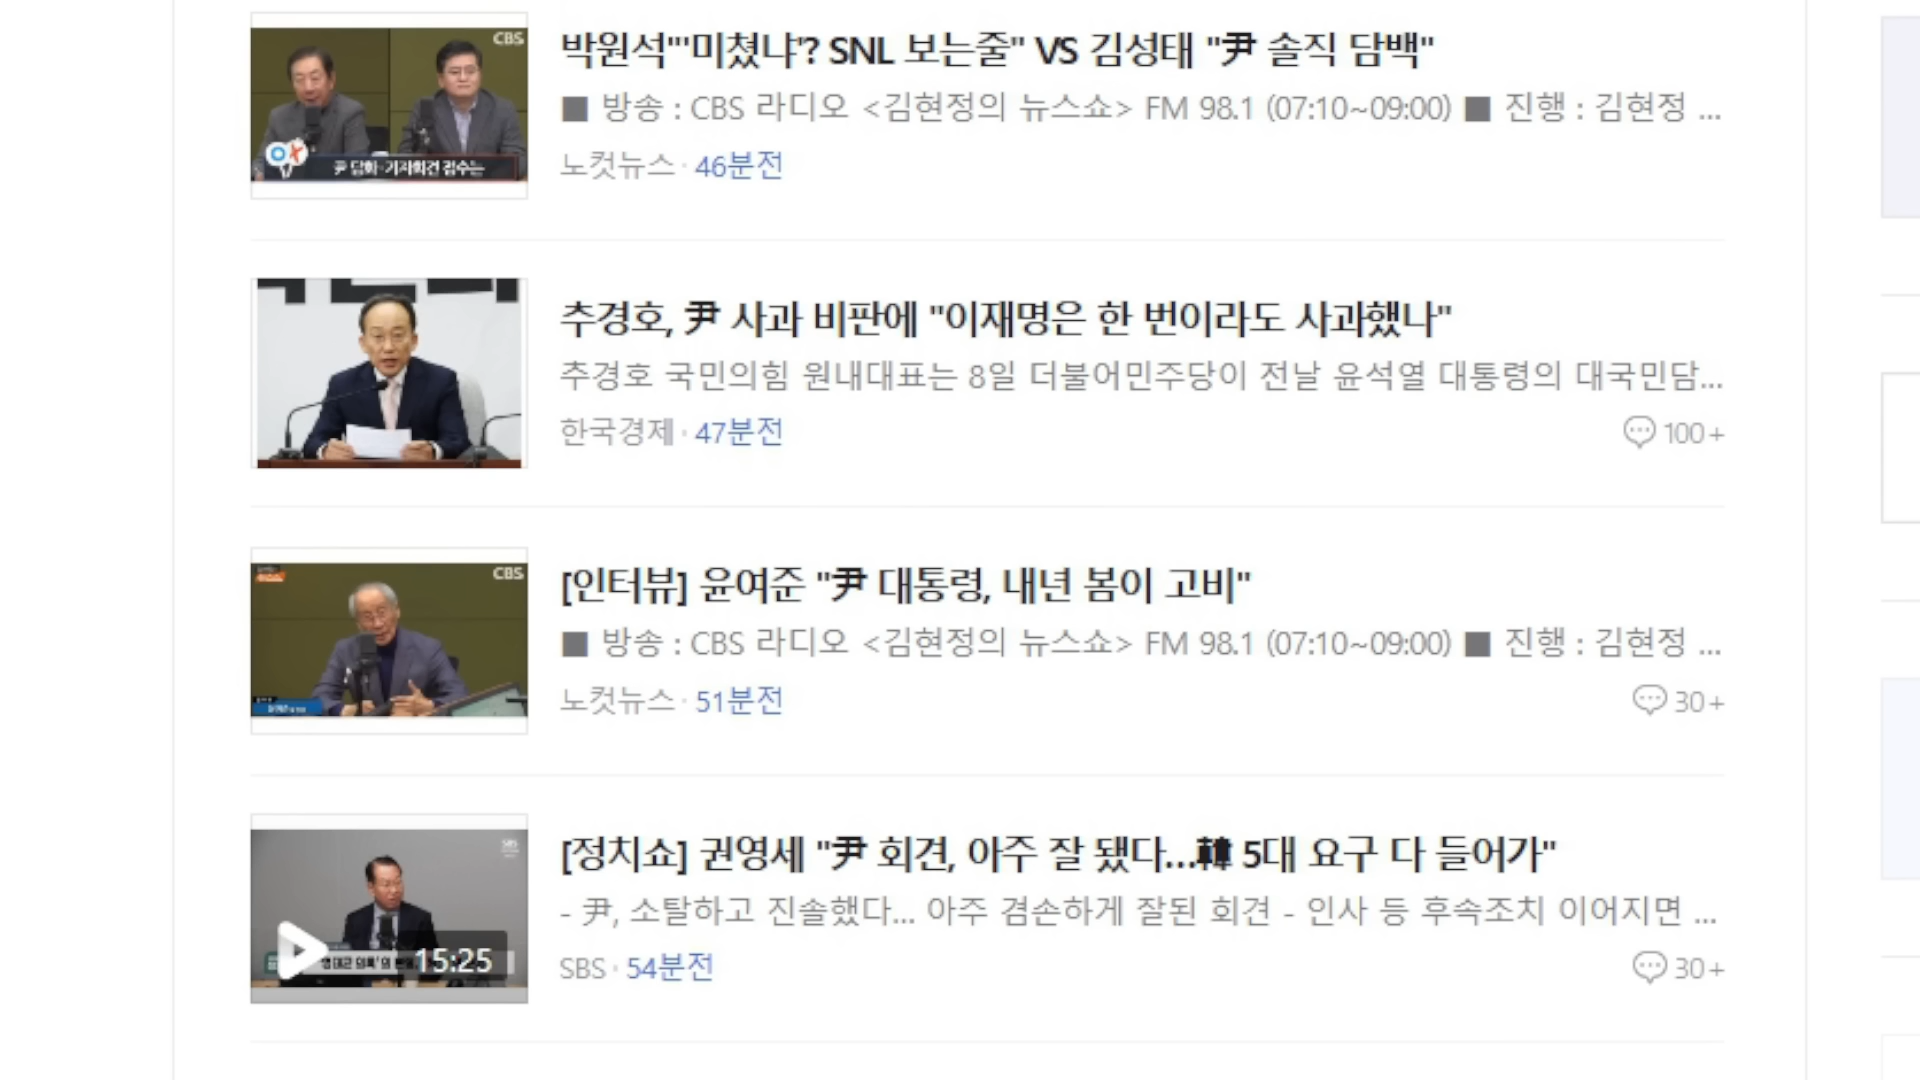 CBS
尹 담화·기자회견 점수는
박원석"'미쳤냐'? SNL 보는줄" VS 김성태 "尹 솔직 담백"
■ 방송 : CBS 라디오 <김현정의 뉴스쇼> FM 98.1 (07:10~09:00) ■ 진행 : 김현정 ...
노컷뉴스 · 46분전
추경호, 尹 사과 비판에 "이재명은 한 번이라도 사과했나"
추경호 국민의힘 원내대표는 8일 더불어민주당이 전날 윤석열 대통령의 대국민담...
한국경제 · 47분전
100+
CBS
[인터뷰] 윤여준 "尹 대통령, 내년 봄이 고비"
■ 방송 : CBS 라디오 <김현정의 뉴스쇼> FM 98.1 (07:10~09:00) ■ 진행 : 김현정 ...
노컷뉴스 · 51분전
30+
SBS
15:25
[정치쇼] 권영세 "尹 회견, 아주 잘 됐다...韓 5대 요구 다 들어가"
- 尹, 소탈하고 진솔했다... 아주 겸손하게 잘된 회견 - 인사 등 후속조치 이어지면 ...
SBS · 54분전
30+